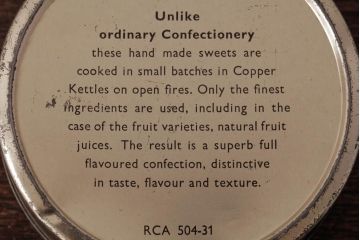 Unlike
ordinary Confectionery
these hand made sweets are
cooked in small batches in Copper
Kettles on open fires. Only the finest
ingredients are used, including in the
case of the fruit varieties, natural fruit
juices. The result is a superb full
flavoured confection, distinctive
in taste, flavour and texture.
RCA 504-31